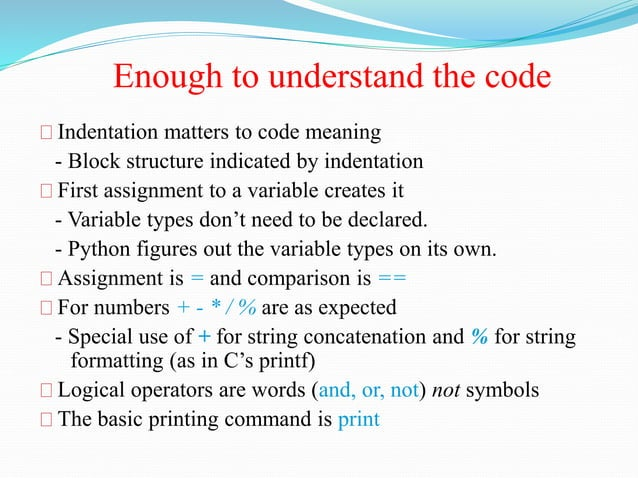 Enough to understand the code
Indentation matters to code meaning
- Block structure indicated by indentation
First assignment to a variable creates it
- Variable types don’t need to be declared.
- Python figures out the variable types on its own.
Assignment is = and comparison is ==
For numbers + - * / % are as expected
- Special use of + for string concatenation and % for string
formatting (as in C’s printf)
Logical operators are words (and, or, not) not symbols
The basic printing command is print